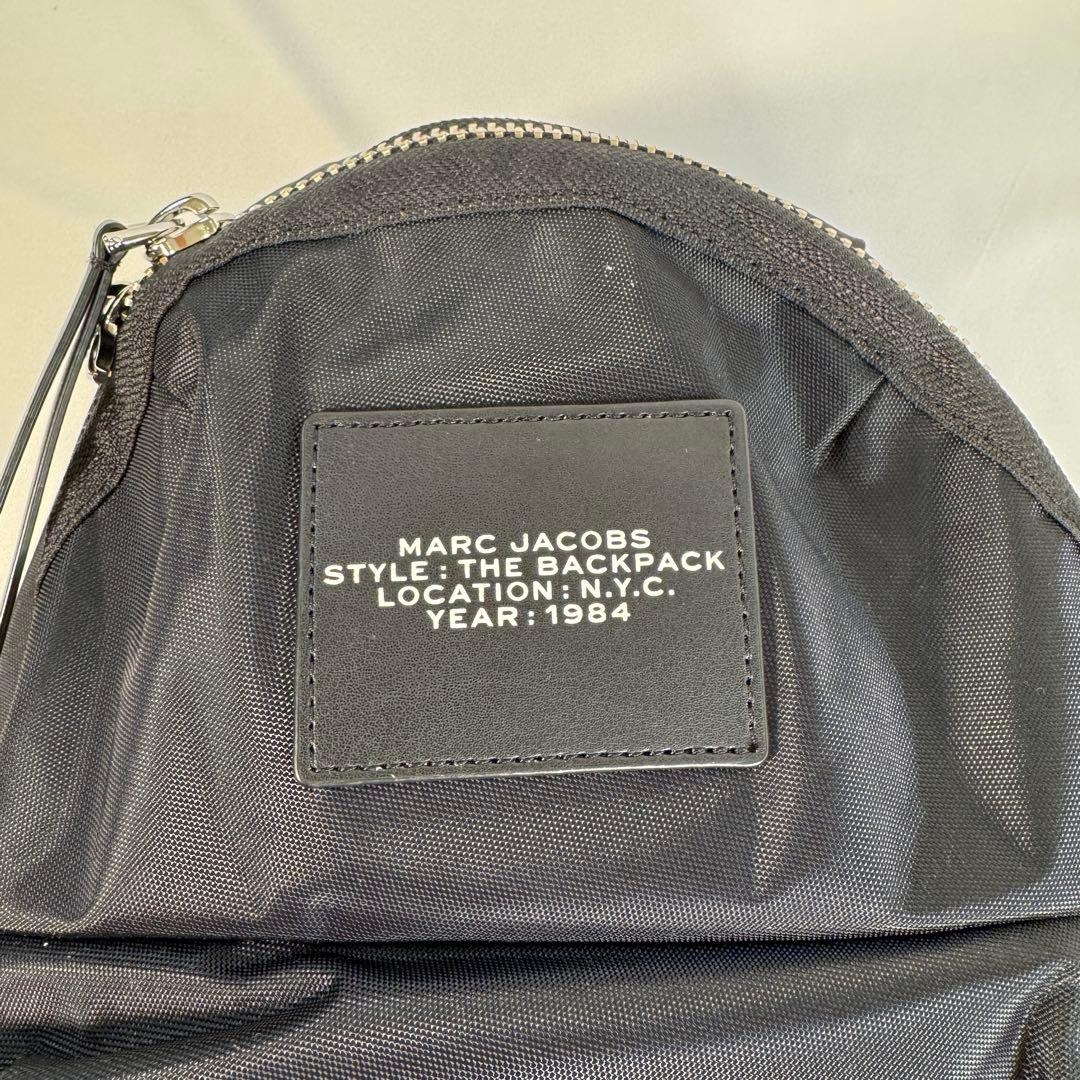 MARC JACOBS
STYLE : THE BACKPACK
LOCATION : N.Y.C.
YEAR : 1984